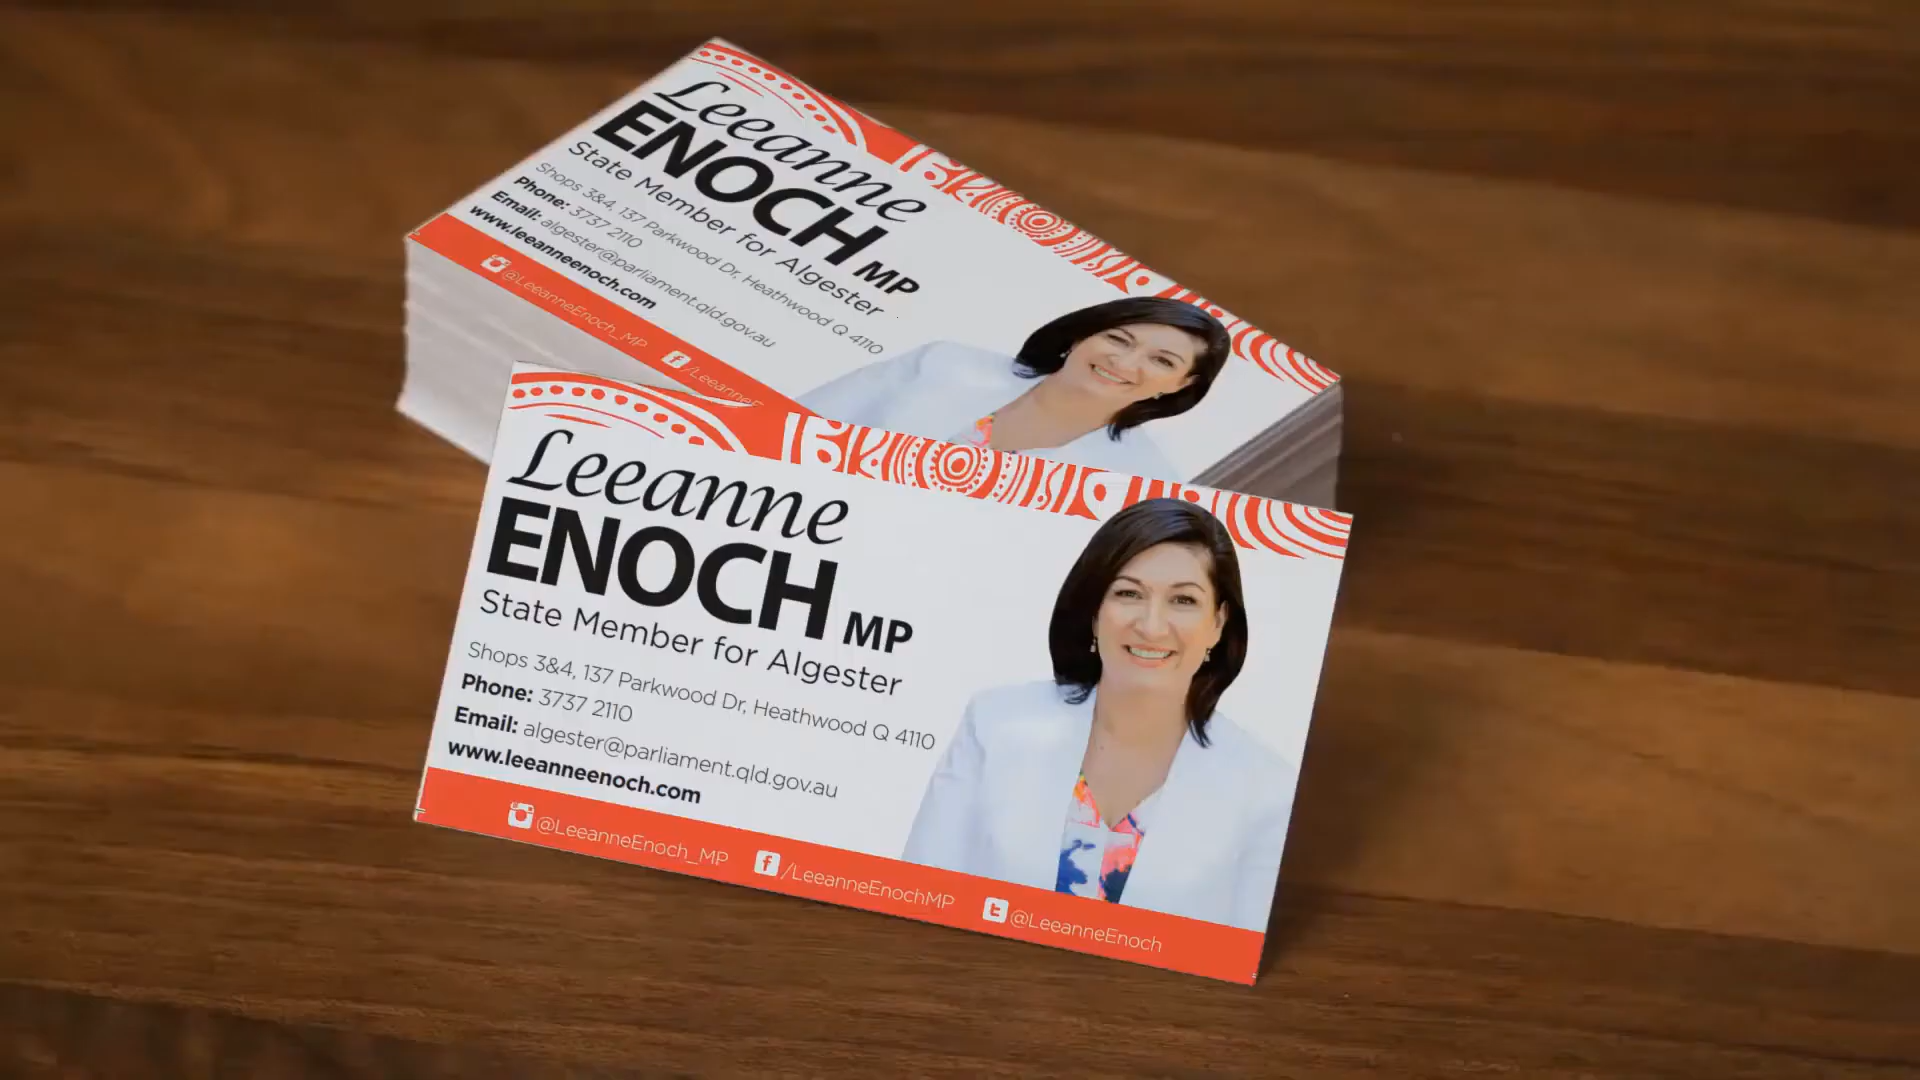 Leeanne
ENOCH MP
State Member for Algester
Shops 3&4, 137 Parkwood Dr, Heathwood Q 4110
Phone: 3737 2110
Email: algester@parliament.qld.gov.au
www.leeanneenoch.com
@LeeanneEnoch_MP /LeeanneE
Leeanne
ENOCH MP
State Member for Algester
Shops 3&4, 137 Parkwood Dr, Heathwood Q 4110
Phone: 3737 2110
Email: algester@parliament.qld.gov.au
www.leeanneenoch.com
@LeeanneEnoch_MP /LeeanneEnochMP @LeeanneEnoch